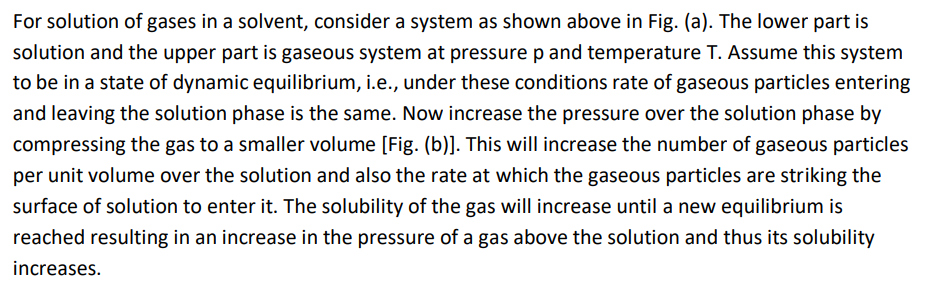 For solution of gases in a solvent, consider a system as shown above in Fig. (a). The lower part is
solution and the upper part is gaseous system at pressure p and temperature T. Assume this system
to be in a state of dynamic equilibrium, i.e., under these conditions rate of gaseous particles entering
and leaving the solution phase is the same. Now increase the pressure over the solution phase by
compressing the gas to a smaller volume [Fig. (b)]. This will increase the number of gaseous particles
per unit volume over the solution and also the rate at which the gaseous particles are striking the
surface of solution to enter it. The solubility of the gas will increase until a new equilibrium is
reached resulting in an increase in the pressure of a gas above the solution and thus its solubility
increases.